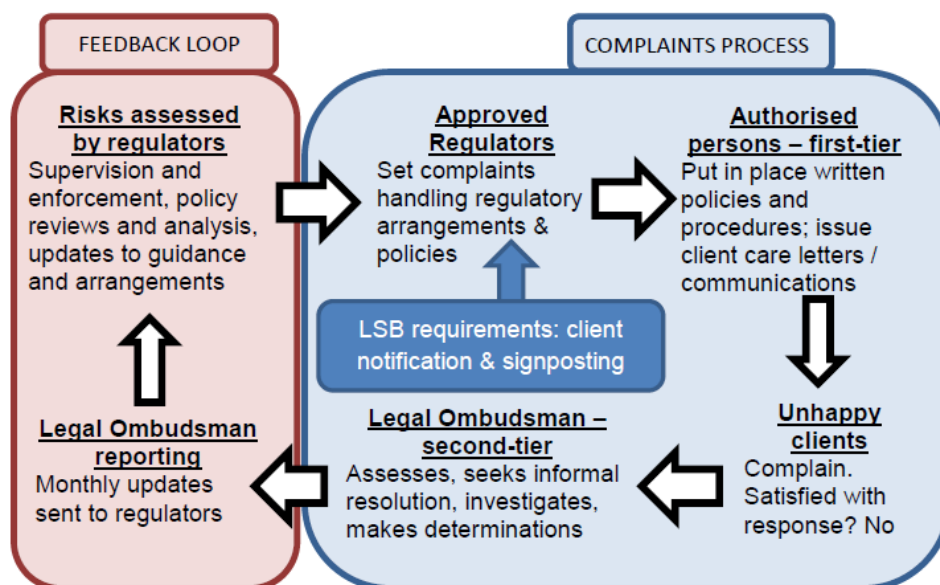 FEEDBACK LOOP
COMPLAINTS PROCESS
Risks assessed
by regulators
Supervision and
enforcement, policy
reviews and analysis,
updates to guidance
and arrangements
Approved
Regulators
Set complaints
handling regulatory
arrangements &
policies
Authorised
persons – first-tier
Put in place written
policies and
procedures; issue
client care letters /
communications
LSB requirements: client
notification & signposting
Unhappy
clients
Complain.
Satisfied with
response? No
Legal Ombudsman –
second-tier
Assesses, seeks informal
resolution, investigates,
makes determinations
Legal Ombudsman
reporting
Monthly updates
sent to regulators